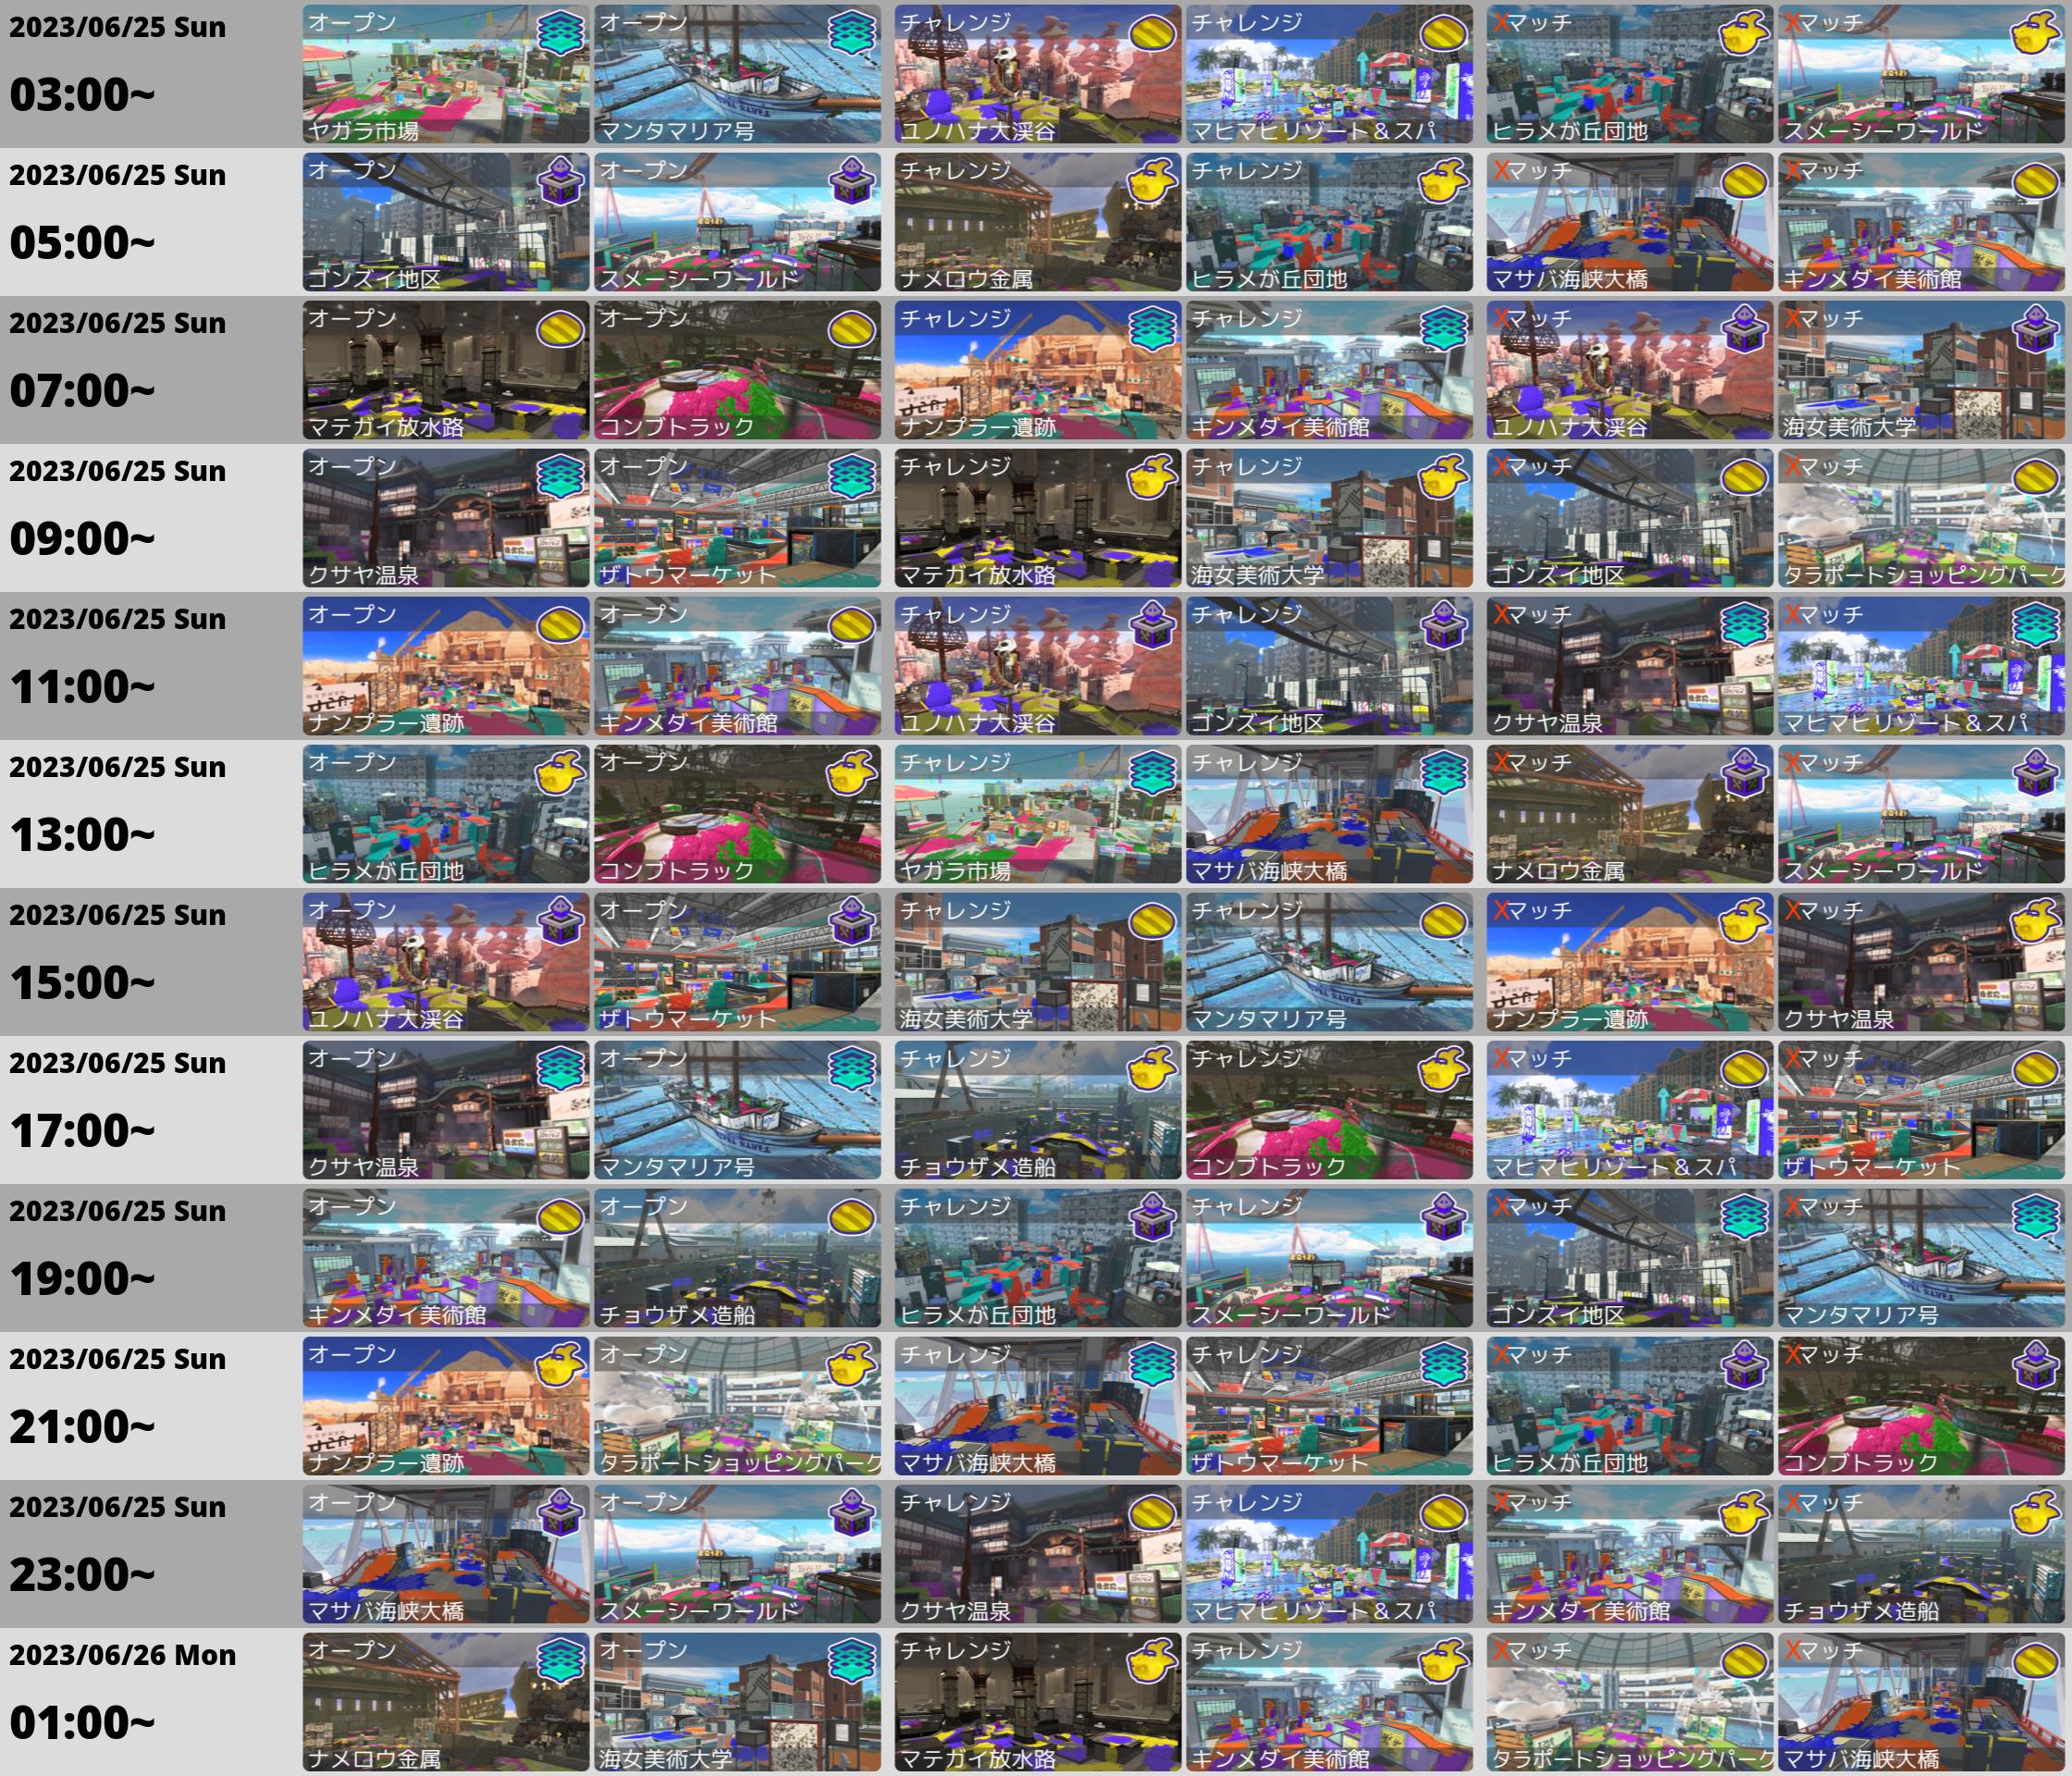 2023/06/25 Sun
03:00~
オープン
ヤガラ市場
オープン
マンタマリア号
チャレンジ
ユノハナ大渓谷
チャレンジ
マヒマヒリゾート＆スパ
Xマッチ
ヒラメが丘団地
Xマッチ
スメーシーワールド
2023/06/25 Sun
05:00~
オープン
ゴンズイ地区
オープン
スメーシーワールド
チャレンジ
ナメロウ金属
チャレンジ
ヒラメが丘団地
Xマッチ
マサバ海峡大橋
Xマッチ
キンメダイ美術館
2023/06/25 Sun
07:00~
オープン
マテガイ放水路
オープン
コンブトラック
チャレンジ
ナンプラー遺跡
チャレンジ
キンメダイ美術館
Xマッチ
ユノハナ大渓谷
Xマッチ
海女美術大学
2023/06/25 Sun
09:00~
オープン
クサヤ温泉
オープン
ザトウマーケット
チャレンジ
マテガイ放水路
チャレンジ
海女美術大学
Xマッチ
ゴンズイ地区
Xマッチ
タラポートショッピングパーク
2023/06/25 Sun
11:00~
オープン
ナンプラー遺跡
オープン
キンメダイ美術館
チャレンジ
ユノハナ大渓谷
チャレンジ
ゴンズイ地区
Xマッチ
クサヤ温泉
Xマッチ
マヒマヒリゾート＆スパ
2023/06/25 Sun
13:00~
オープン
ヒラメが丘団地
オープン
コンブトラック
チャレンジ
ヤガラ市場
チャレンジ
マサバ海峡大橋
Xマッチ
ナメロウ金属
Xマッチ
スメーシーワールド
2023/06/25 Sun
15:00~
オープン
ユノハナ大渓谷
オープン
ザトウマーケット
チャレンジ
海女美術大学
チャレンジ
マンタマリア号
Xマッチ
ナンプラー遺跡
Xマッチ
クサヤ温泉
2023/06/25 Sun
17:00~
オープン
クサヤ温泉
オープン
マンタマリア号
チャレンジ
チョウザメ造船
チャレンジ
コンブトラック
Xマッチ
マヒマヒリゾート＆スパ
Xマッチ
ザトウマーケット
2023/06/25 Sun
19:00~
オープン
キンメダイ美術館
オープン
チョウザメ造船
チャレンジ
ヒラメが丘団地
チャレンジ
スメーシーワールド
Xマッチ
ゴンズイ地区
Xマッチ
マンタマリア号
2023/06/25 Sun
21:00~
オープン
ナンプラー遺跡
オープン
タラポートショッピングパーク
チャレンジ
マサバ海峡大橋
チャレンジ
ザトウマーケット
Xマッチ
ヒラメが丘団地
Xマッチ
コンブトラック
2023/06/25 Sun
23:00~
オープン
マサバ海峡大橋
オープン
スメーシーワールド
チャレンジ
クサヤ温泉
チャレンジ
マヒマヒリゾート＆スパ
Xマッチ
キンメダイ美術館
Xマッチ
チョウザメ造船
2023/06/26 Mon
01:00~
オープン
ナメロウ金属
オープン
海女美術大学
チャレンジ
マテガイ放水路
チャレンジ
キンメダイ美術館
Xマッチ
タラポートショッピングパーク
Xマッチ
マサバ海峡大橋